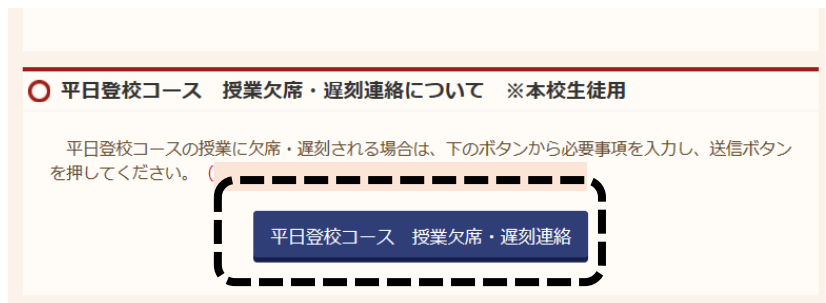 平日登校コース　授業欠席・遅刻連絡について　※本校生徒用
平日登校コースの授業に欠席・遅刻される場合は、下のボタンから必要事項を入力し、送信ボタン
を押してください。（
平日登校コース　授業欠席・遅刻連絡